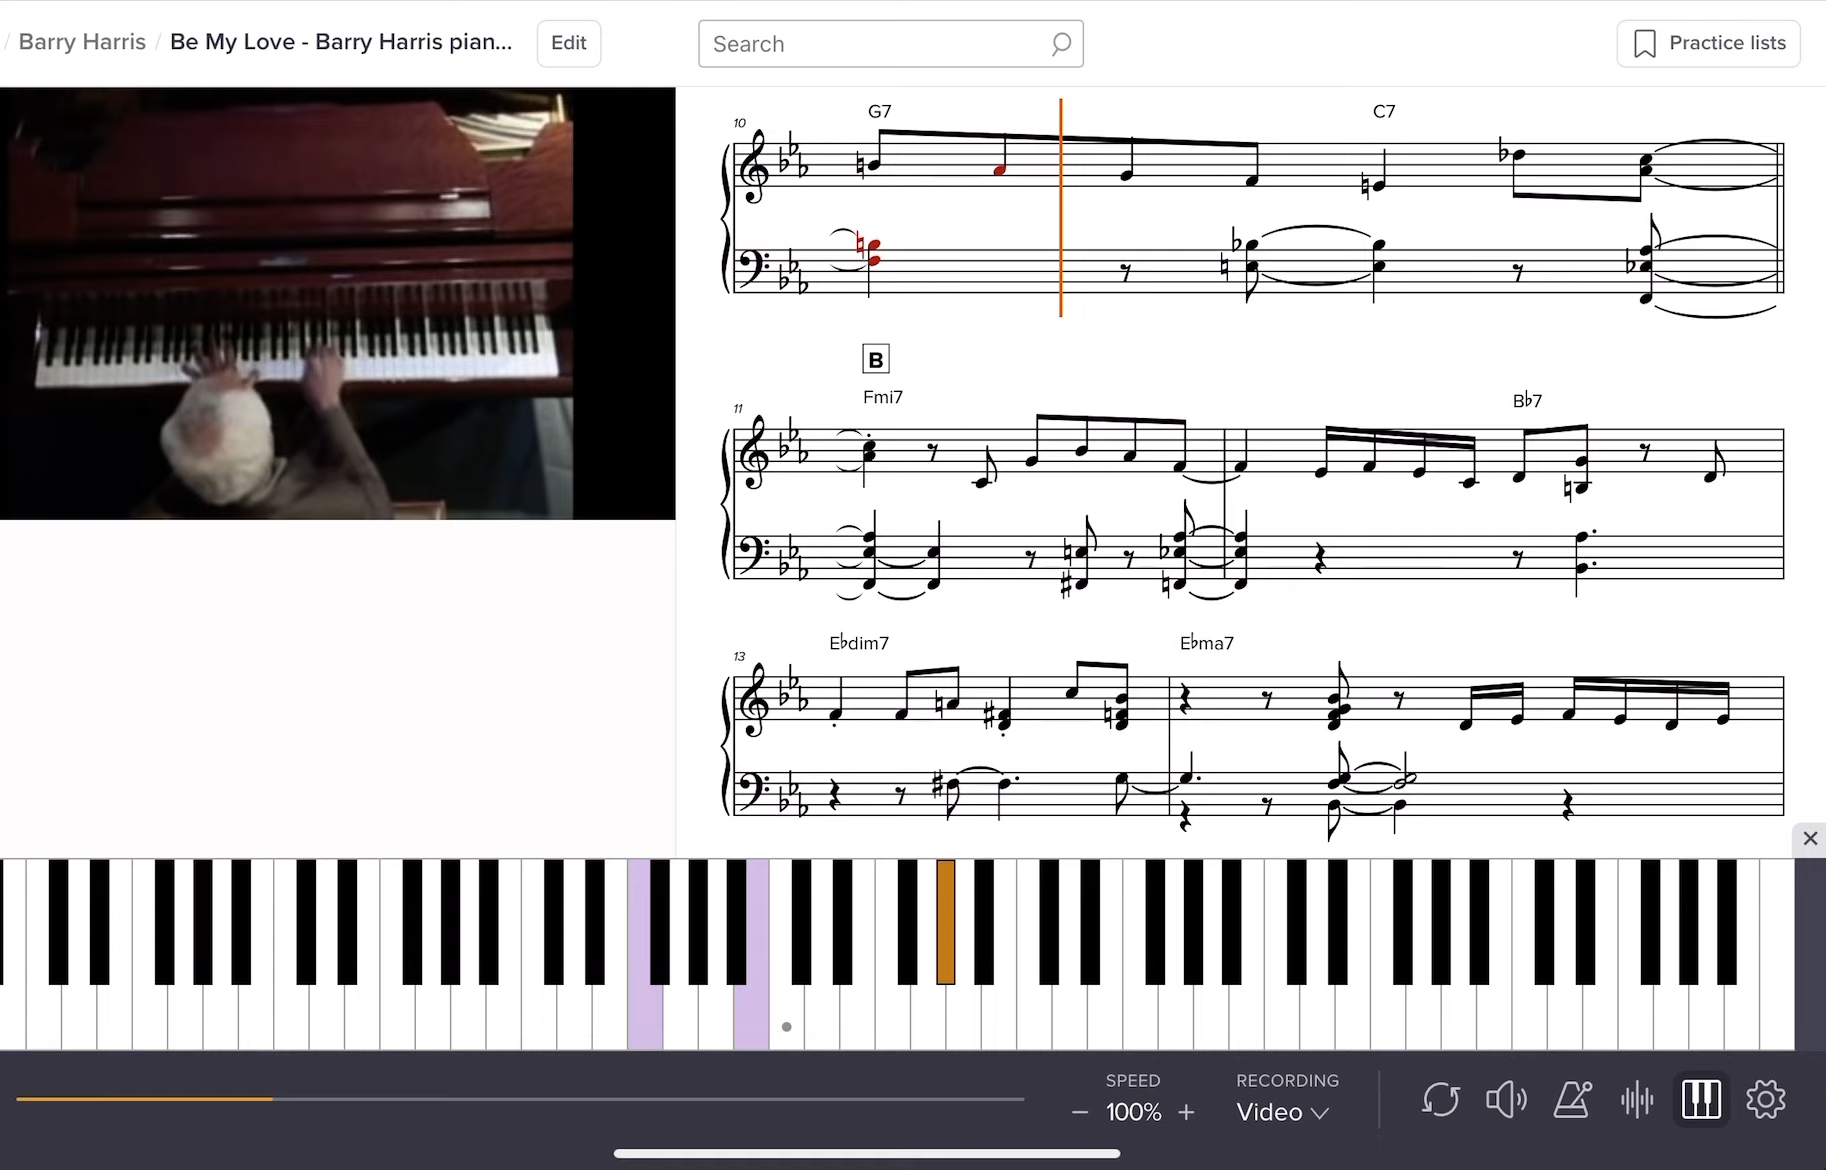 / Barry Harris / Be My Love - Barry Harris pian...
Edit
Search
Practice lists
10
G7
C7
B
11
Fmi7
B♭7
13
E♭dim7
E♭ma7
SPEED
− 100% +
RECORDING
Video